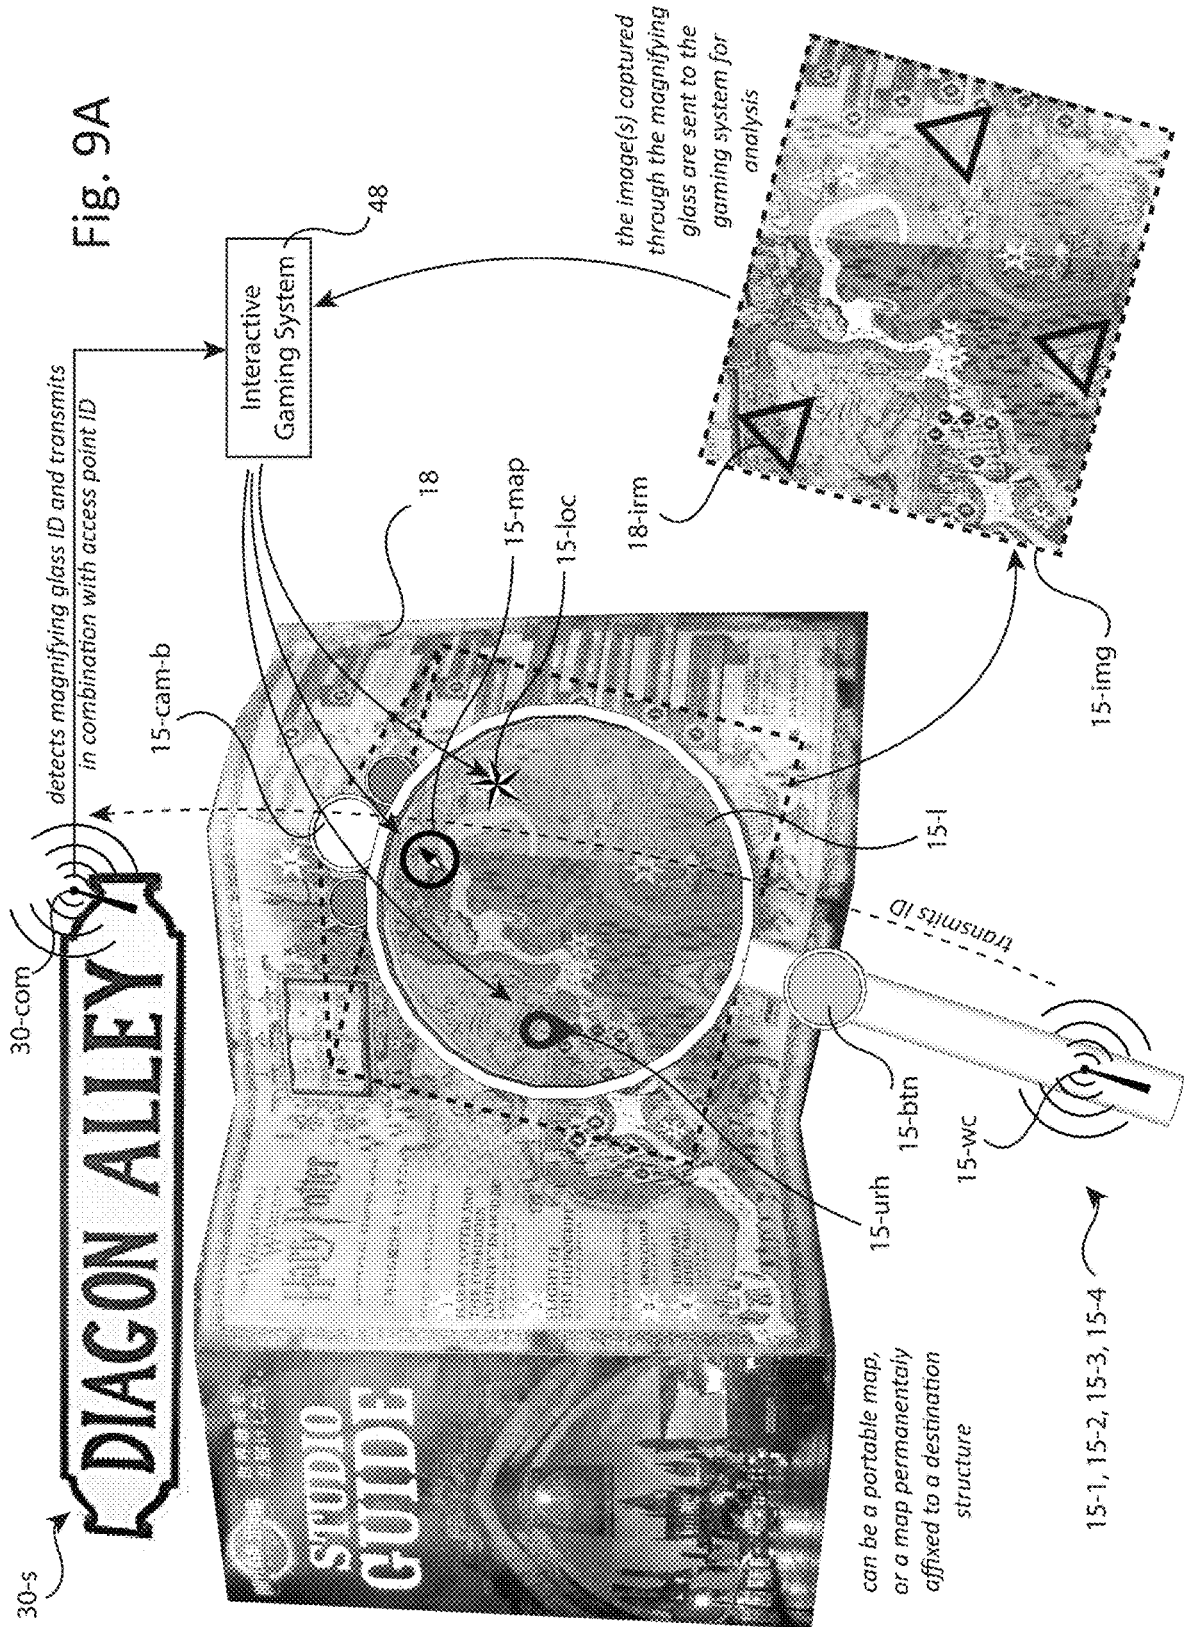 Fig. 9A
30-s
DIAGON ALLEY
30-com
detects magnifying glass ID and transmits
in combination with access point ID
Interactive
Gaming System
48
15-cam-b
18
15-map
15-loc
the image(s) captured
through the magnifying
glass are sent to the
gaming system for
analysis
18-irm
15-img
STUDIO
GUIDE
Harry Potter
15-l
transmits ID
15-btn
15-wc
15-urh
can be a portable map,
or a map permanentaly
affixed to a destination
structure
15-1, 15-2, 15-3, 15-4